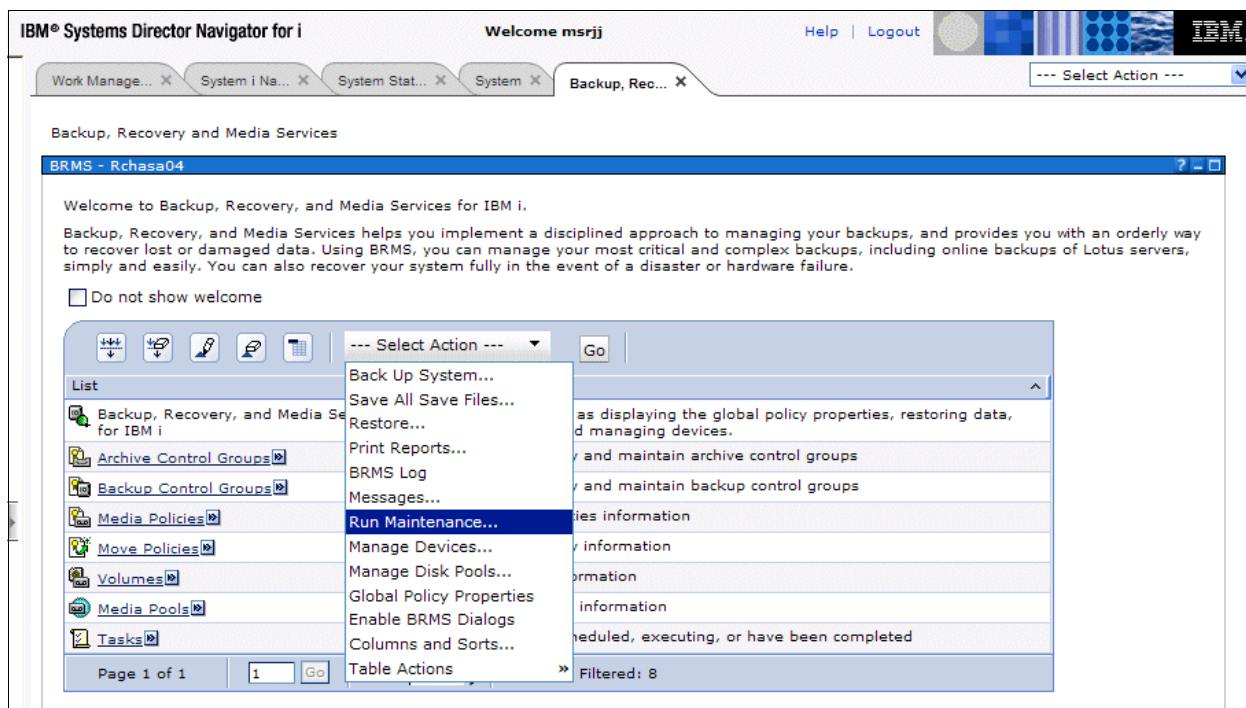 IBM® Systems Director Navigator for i
Welcome msrjj
Help | Logout
IBM
Work Manage...
System i Na...
System Stat...
System
Backup, Rec...
--- Select Action ---
Backup, Recovery and Media Services
BRMS - Rchasa04
Welcome to Backup, Recovery, and Media Services for IBM i.
Backup, Recovery, and Media Services helps you implement a disciplined approach to managing your backups, and provides you with an orderly way
to recover lost or damaged data. Using BRMS, you can manage your most critical and complex backups, including online backups of Lotus servers,
simply and easily. You can also recover your system fully in the event of a disaster or hardware failure.
Do not show welcome
--- Select Action ---
Go
List
Backup, Recovery, and Media Se
for IBM i
as displaying the global policy properties, restoring data,
d managing devices.
Archive Control Groups
and maintain archive control groups
Backup Control Groups
and maintain backup control groups
Media Policies
ies information
Move Policies
information
Volumes
ormation
Media Pools
information
Tasks
heduled, executing, or have been completed
Back Up System...
Save All Save Files...
Restore...
Print Reports...
BRMS Log
Messages...
Run Maintenance...
Manage Devices...
Manage Disk Pools...
Global Policy Properties
Enable BRMS Dialogs
Columns and Sorts...
Table Actions »
Page 1 of 1
1
Go
Filtered: 8